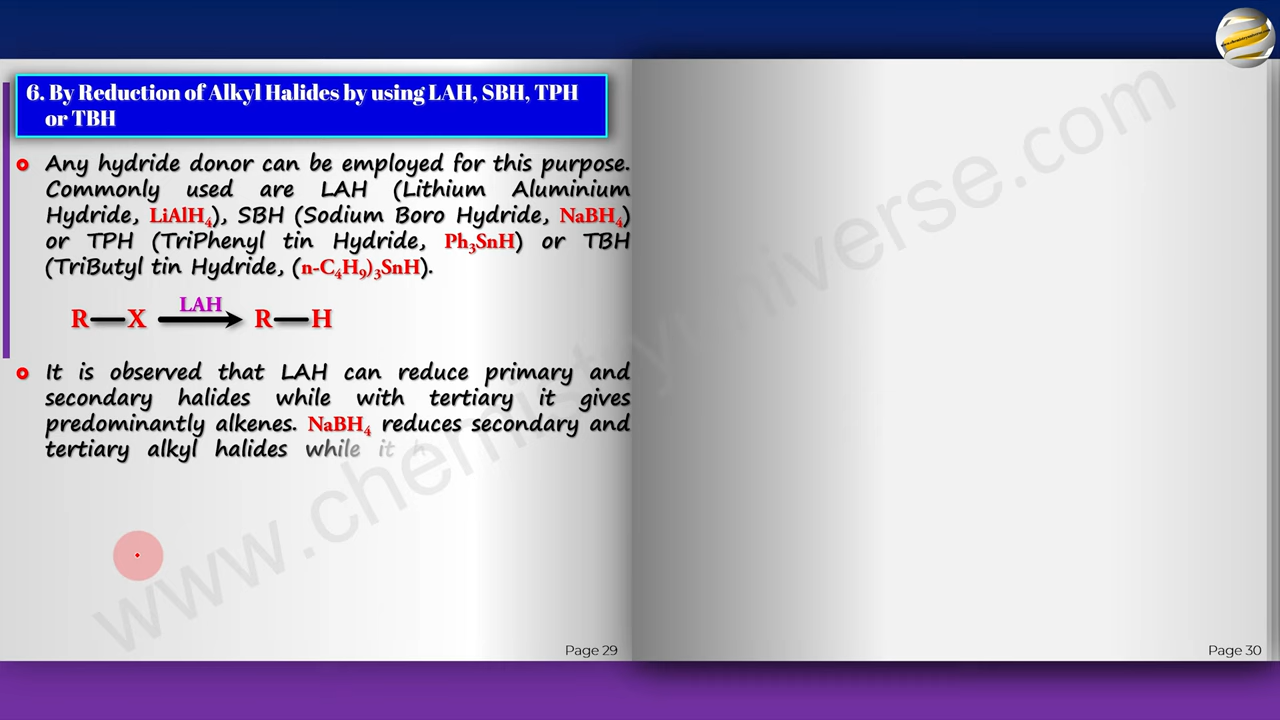 6. By Reduction of Alkyl Halides by using LAH, SBH, TPH
or TBH
Any hydride donor can be employed for this purpose.
Commonly used are LAH (Lithium Aluminium
Hydride, LiAlH₄), SBH (Sodium Boro Hydride, NaBH₄)
or TPH (TriPhenyl tin Hydride, Ph₃SnH) or TBH
(TriButyl tin Hydride, (n-C₄H₉)₃SnH).
LAH
R—X → R—H
It is observed that LAH can reduce primary and
secondary halides while with tertiary it gives
predominantly alkenes. NaBH₄ reduces secondary and
tertiary alkyl halides while it h
www.chemistryuniverse.com
Page 29
Page 30